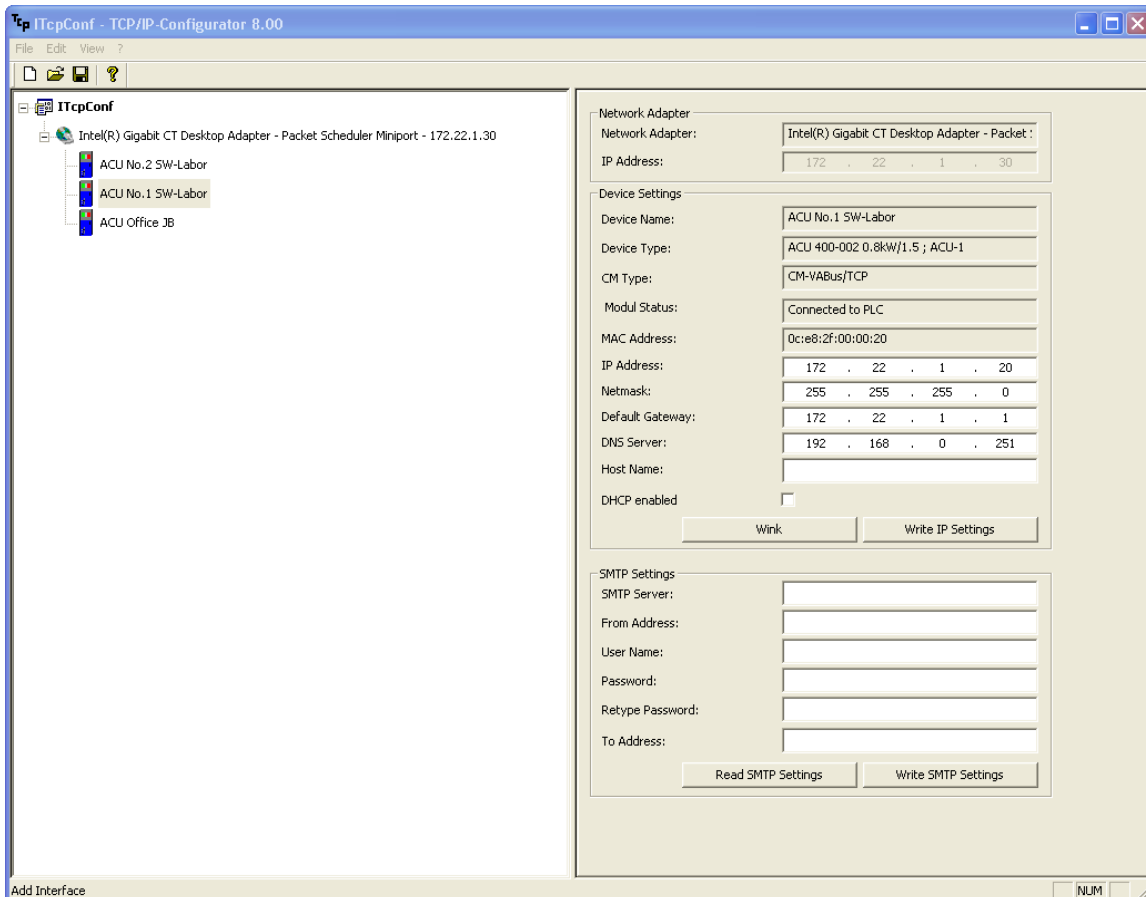 Tcp ITcpConf - TCP/IP-Configurator 8.00
File Edit View ?
ITcpConf
Intel(R) Gigabit CT Desktop Adapter - Packet Scheduler Miniport - 172.22.1.30
ACU No.2 SW-Labor
ACU No.1 SW-Labor
ACU Office JB
Network Adapter
Network Adapter: Intel(R) Gigabit CT Desktop Adapter - Packet
IP Address: 172 . 22 . 1 . 30
Device Settings
Device Name: ACU No.1 SW-Labor
Device Type: ACU 400-002 0.8kW/1.5 ; ACU-1
CM Type: CM-VABus/TCP
Modul Status: Connected to PLC
MAC Address: 0c:e8:2f:00:00:20
IP Address: 172 . 22 . 1 . 20
Netmask: 255 . 255 . 255 . 0
Default Gateway: 172 . 22 . 1 . 1
DNS Server: 192 . 168 . 0 . 251
Host Name:
DHCP enabled
Wink Write IP Settings
SMTP Settings
SMTP Server:
From Address:
User Name:
Password:
Retype Password:
To Address:
Read SMTP Settings Write SMTP Settings
Add Interface NUM